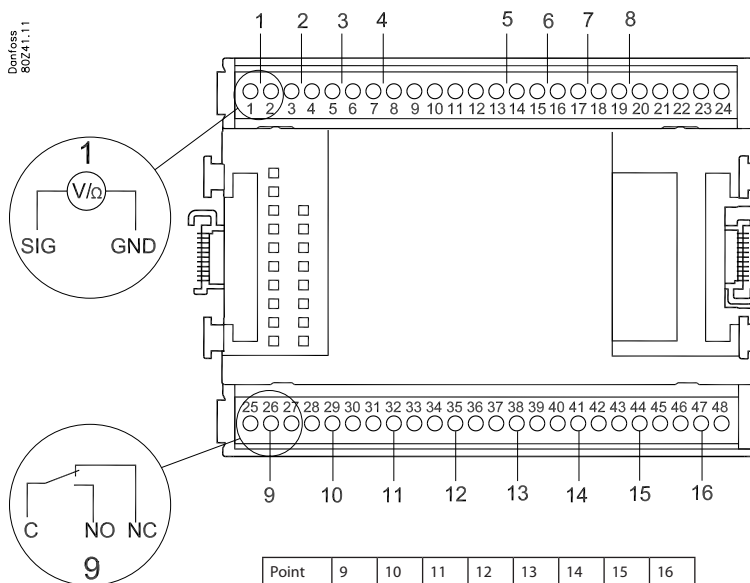 Danfoss
80Z41.11
1 2 3 4 5 6 7 8
1 2 3 4 5 6 7 8 9 10 11 12 13 14 15 16 17 18 19 20 21 22 23 24
1
V/Ω
SIG GND
25 26 27 28 29 30 31 32 33 34 35 36 37 38 39 40 41 42 43 44 45 46 47 48
9 10 11 12 13 14 15 16
C NO NC
9
Point 9 10 11 12 13 14 15 16